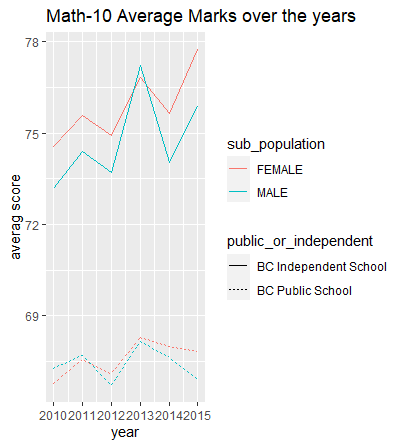 Math-10 Average Marks over the years
78
75
72
69
averag score
2010 2011 2012 2013 2014 2015
year
sub_population
FEMALE
MALE
public_or_independent
BC Independent School
BC Public School